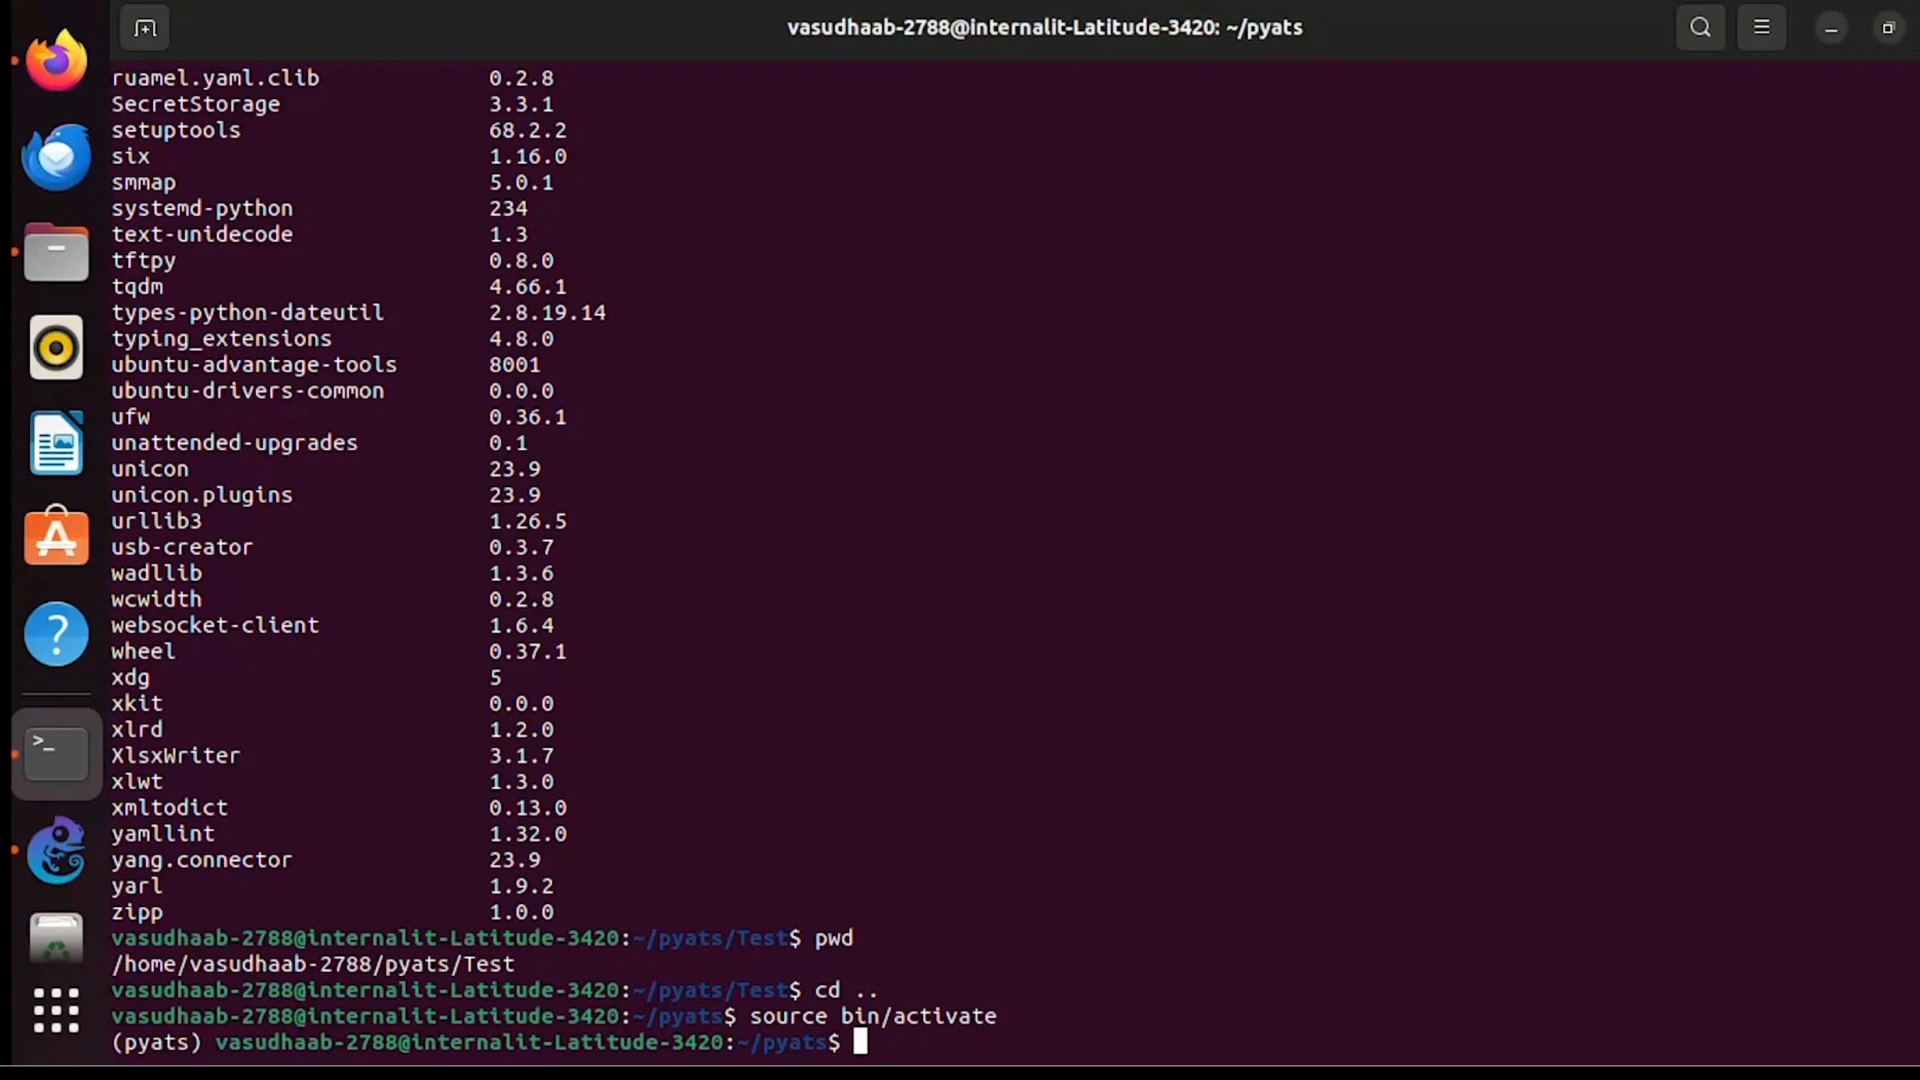 vasudhaab-2788@internalit-Latitude-3420: ~/pyats
ruamel.yaml.clib 0.2.8
SecretStorage 3.3.1
setuptools 68.2.2
six 1.16.0
smmap 5.0.1
systemd-python 234
text-unidecode 1.3
tftpy 0.8.0
tqdm 4.66.1
types-python-dateutil 2.8.19.14
typing_extensions 4.8.0
ubuntu-advantage-tools 8001
ubuntu-drivers-common 0.0.0
ufw 0.36.1
unattended-upgrades 0.1
unicon 23.9
unicon.plugins 23.9
urllib3 1.26.5
usb-creator 0.3.7
wadllib 1.3.6
wcwidth 0.2.8
websocket-client 1.6.4
wheel 0.37.1
xdg 5
xkit 0.0.0
xlrd 1.2.0
XlsxWriter 3.1.7
xlwt 1.3.0
xmltodict 0.13.0
yamllint 1.32.0
yang.connector 23.9
yarl 1.9.2
zipp 1.0.0
vasudhaab-2788@internalit-Latitude-3420:~/pyats/Test$ pwd
/home/vasudhaab-2788/pyats/Test
vasudhaab-2788@internalit-Latitude-3420:~/pyats/Test$ cd ..
vasudhaab-2788@internalit-Latitude-3420:~/pyats$ source bin/activate
(pyats) vasudhaab-2788@internalit-Latitude-3420:~/pyats$